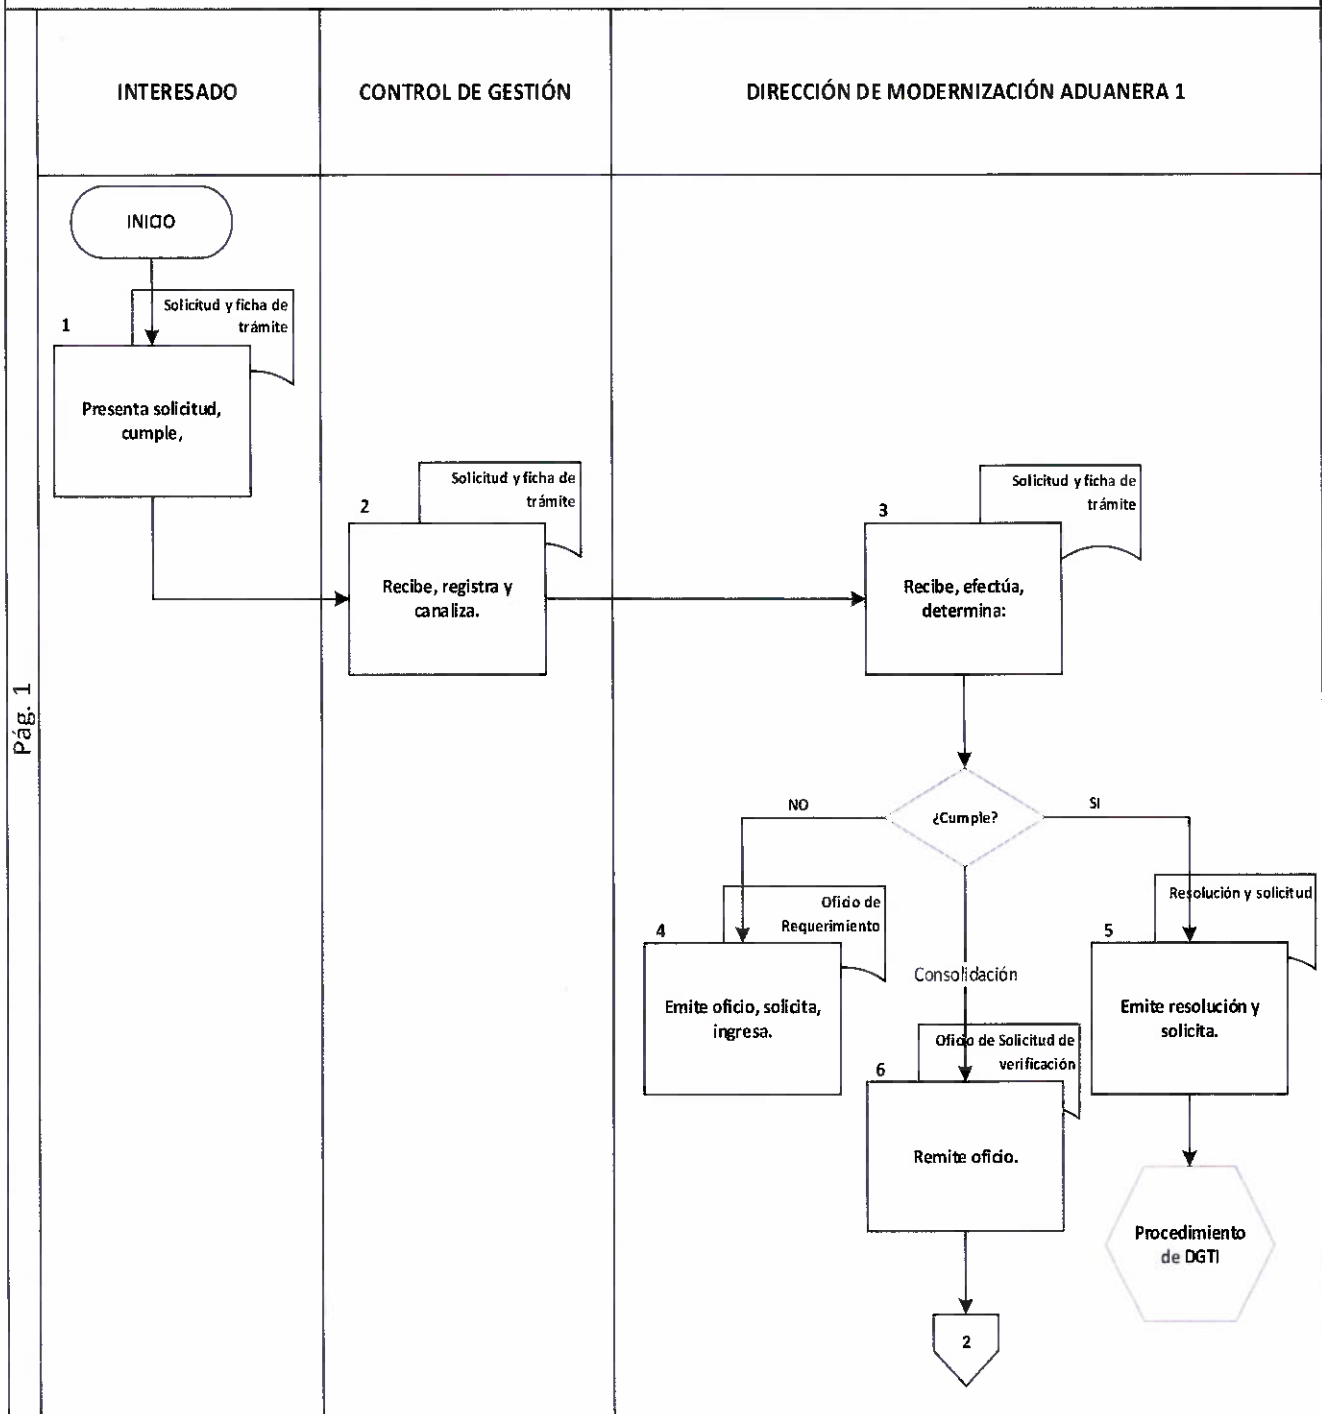 INTERESADO
CONTROL DE GESTIÓN
DIRECCIÓN DE MODERNIZACIÓN ADUANERA 1
Pág. 1
INICIO
Solicitud y ficha de
trámite
1
Presenta solicitud,
cumple,
Solicitud y ficha de
trámite
2
Recibe, registra y
canaliza.
Solicitud y ficha de
trámite
3
Recibe, efectúa,
determina:
¿Cumple?
NO
SI
Oficio de
Requerimiento
4
Emite oficio, solicita,
ingresa.
Consolidación
Oficio de Solicitud de
verificación
6
Remite oficio.
2
Resolución y solicitud
5
Emite resolución y
solicita.
Procedimiento
de DGTI